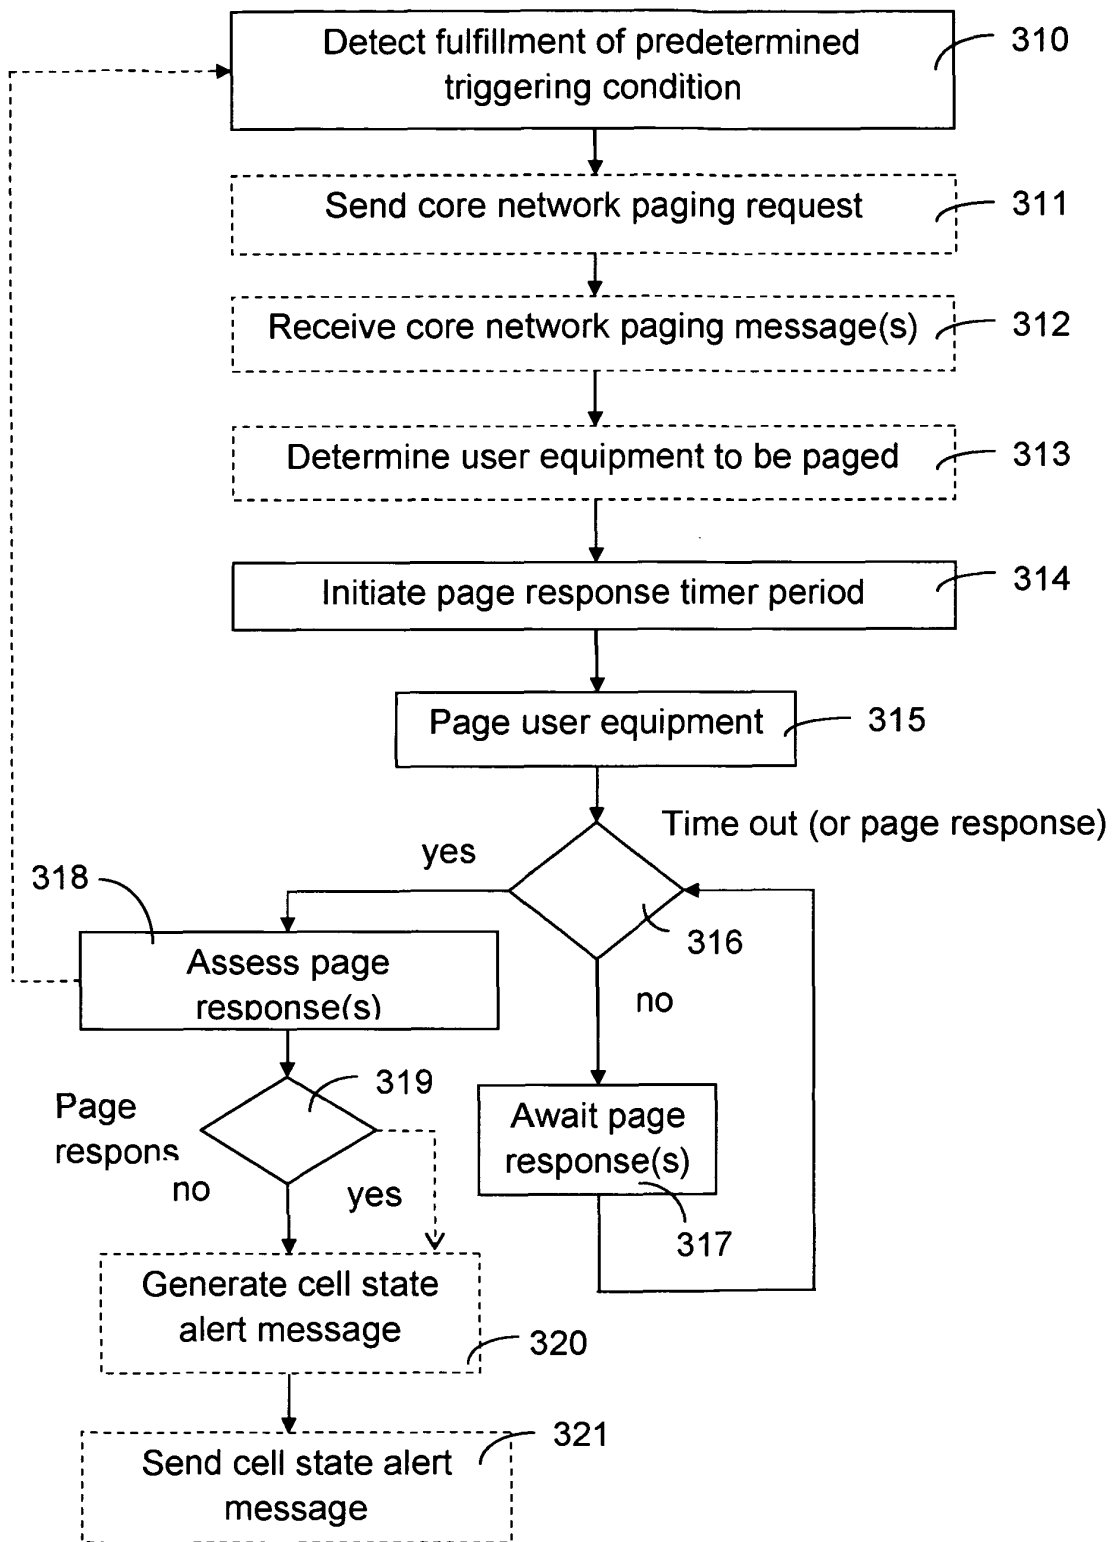 Detect fulfillment of predetermined
triggering condition
310
Send core network paging request
311
Receive core network paging message(s)
312
Determine user equipment to be paged
313
Initiate page response timer period
314
Page user equipment
315
Time out (or page response)
yes
318
316
Assess page
response(s)
no
319
Page
respons
Await page
response(s)
no
yes
317
Generate cell state
alert message
320
321
Send cell state alert
message